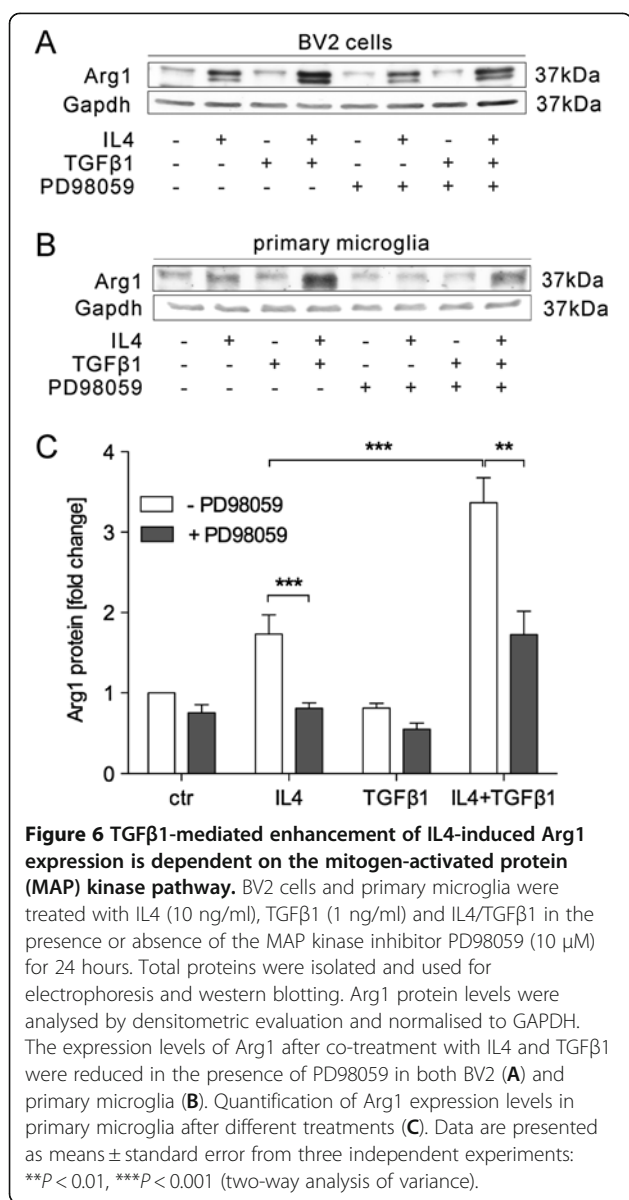 A
BV2 cells
Arg1 37kDa
Gapdh 37kDa
IL4 - + - + - + - +
TGFβ1 - - + + - - + +
PD98059 - - - - + + + +
B
primary microglia
Arg1 37kDa
Gapdh 37kDa
IL4 - + - + - + - +
TGFβ1 - - + + - - + +
PD98059 - - - - + + + +
C
Arg1 protein [fold change]
4
3
2
1
0
- PD98059
+ PD98059
***
***
**
ctr IL4 TGFβ1 IL4+TGFβ1
Figure 6 TGFβ1-mediated enhancement of IL4-induced Arg1
expression is dependent on the mitogen-activated protein
(MAP) kinase pathway. BV2 cells and primary microglia were
treated with IL4 (10 ng/ml), TGFβ1 (1 ng/ml) and IL4/TGFβ1 in the
presence or absence of the MAP kinase inhibitor PD98059 (10 μM)
for 24 hours. Total proteins were isolated and used for
electrophoresis and western blotting. Arg1 protein levels were
analysed by densitometric evaluation and normalised to GAPDH.
The expression levels of Arg1 after co-treatment with IL4 and TGFβ1
were reduced in the presence of PD98059 in both BV2 (A) and
primary microglia (B). Quantification of Arg1 expression levels in
primary microglia after different treatments (C). Data are presented
as means ± standard error from three independent experiments:
**P < 0.01, ***P < 0.001 (two-way analysis of variance).